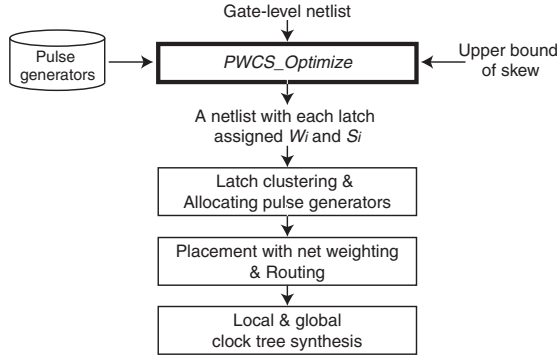 Gate-level netlist
Pulse
generators
PWCS_Optimize
Upper bound
of skew
A netlist with each latch
assigned Wi and Si
Latch clustering &
Allocating pulse generators
Placement with net weighting
& Routing
Local & global
clock tree synthesis